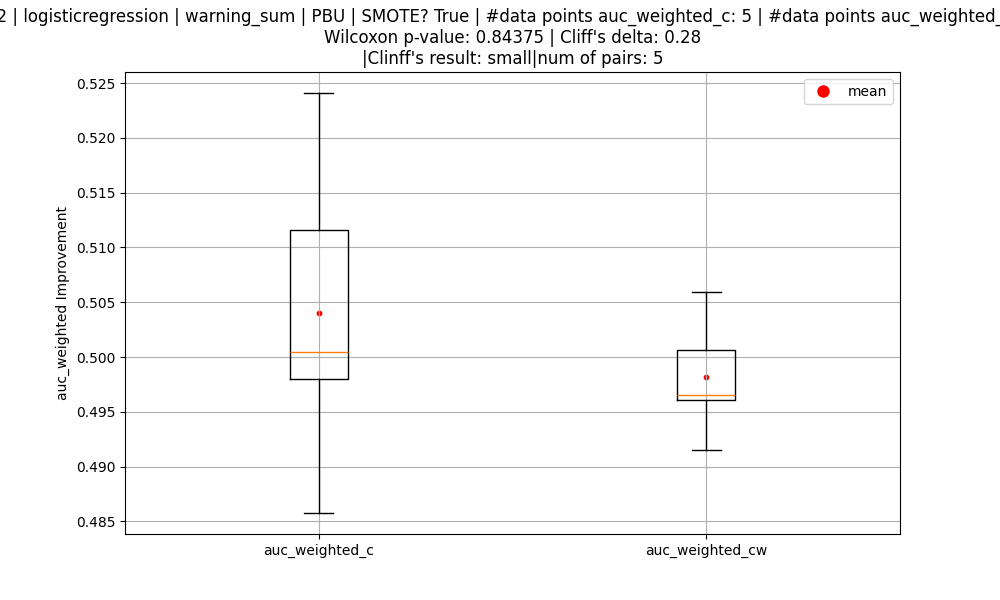 2 | logisticregression | warning_sum | PBU | SMOTE? True | #data points auc_weighted_c: 5 | #data points auc_weighted_
Wilcoxon p-value: 0.84375 | Cliff's delta: 0.28
|Clinff's result: small|num of pairs: 5
mean
0.525
0.520
0.515
0.510
0.505
0.500
0.495
0.490
0.485
auc_weighted Improvement
auc_weighted_c
auc_weighted_cw